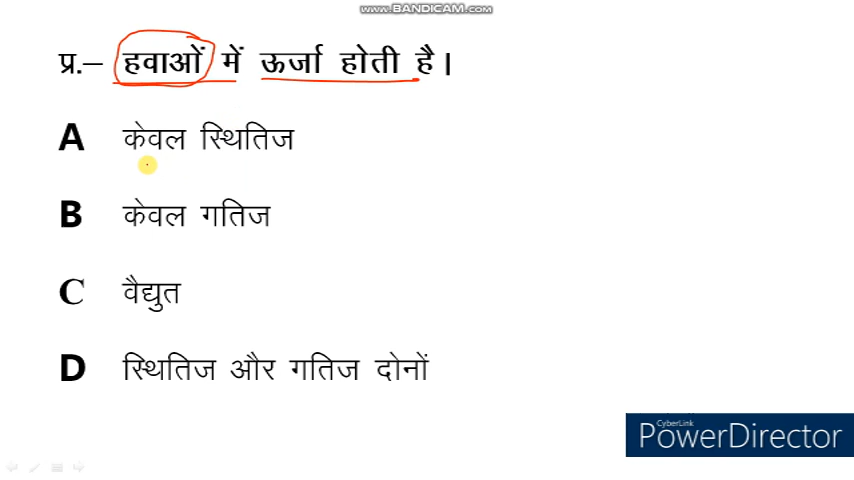 www.BANDICAM.com
प्र.– हवाओं में ऊर्जा होती है।
A केवल स्थितिज
B केवल गतिज
C वैद्युत
D स्थितिज और गतिज दोनों
CyberLink
PowerDirector